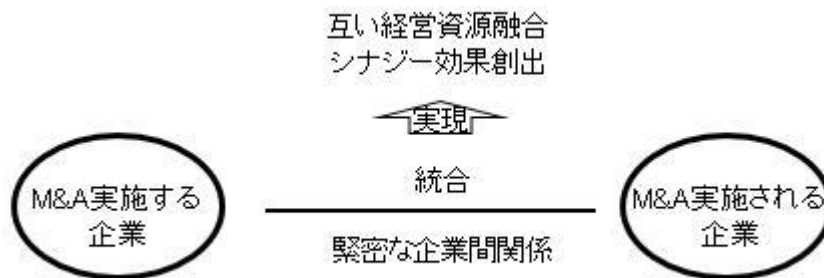 互い経営資源融合
シナジー効果創出
実現
統合
M&A実施する
企業
M&A実施される
企業
緊密な企業間関係